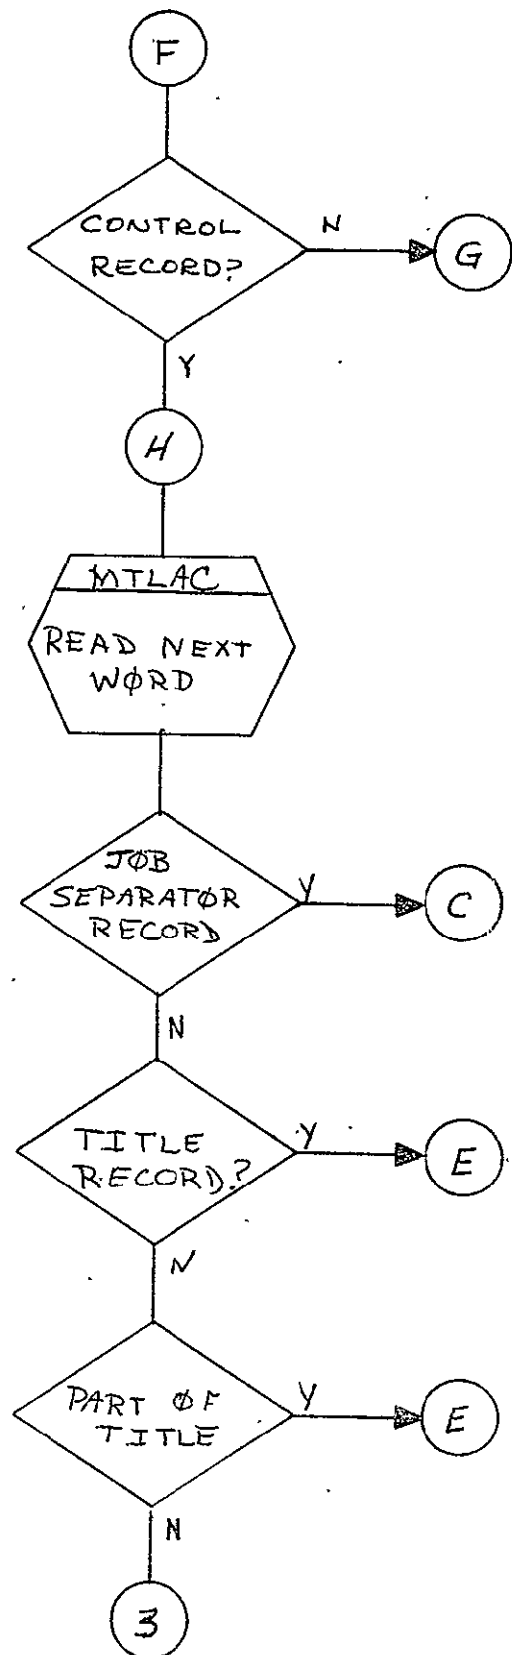 F
CONTROL
RECORD?
N
G
Y
H
MTLAC
READ NEXT
WØRD
JØB
SEPARATØR
RECORD
Y
C
N
TITLE
RECORD?
Y
E
N
PART ØF
TITLE
Y
E
N
3